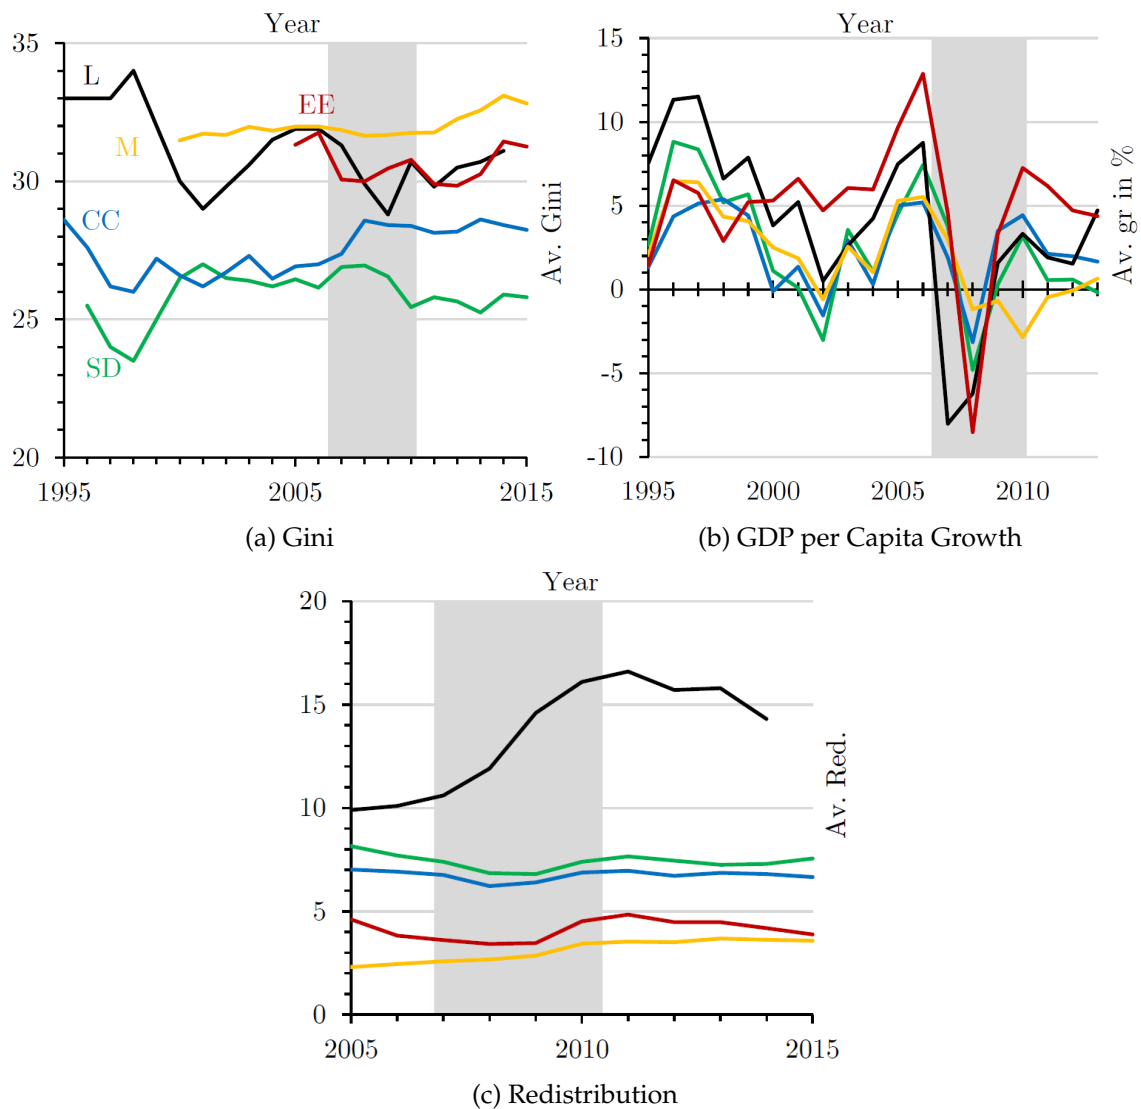 Year
35
30
25
20
L
EE
M
CC
SD
Av. Gini
1995
2005
2015
(a) Gini
Year
15
10
5
0
-5
-10
Av. gr in %
1995
2000
2005
2010
(b) GDP per Capita Growth
Year
20
15
10
5
0
Av. Red.
2005
2010
2015
(c) Redistribution